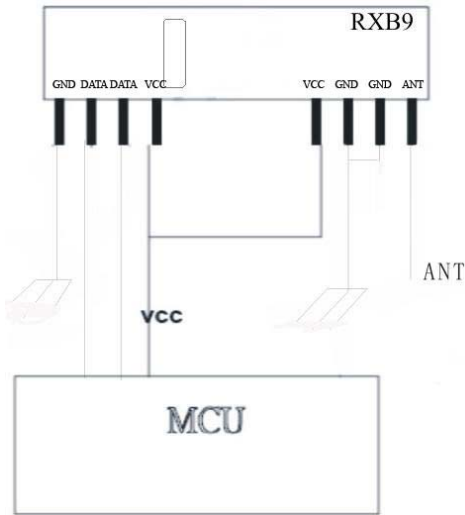 RXB9
GND DATA DATA VCC VCC GND GND ANT
ANT
VCC
MCU